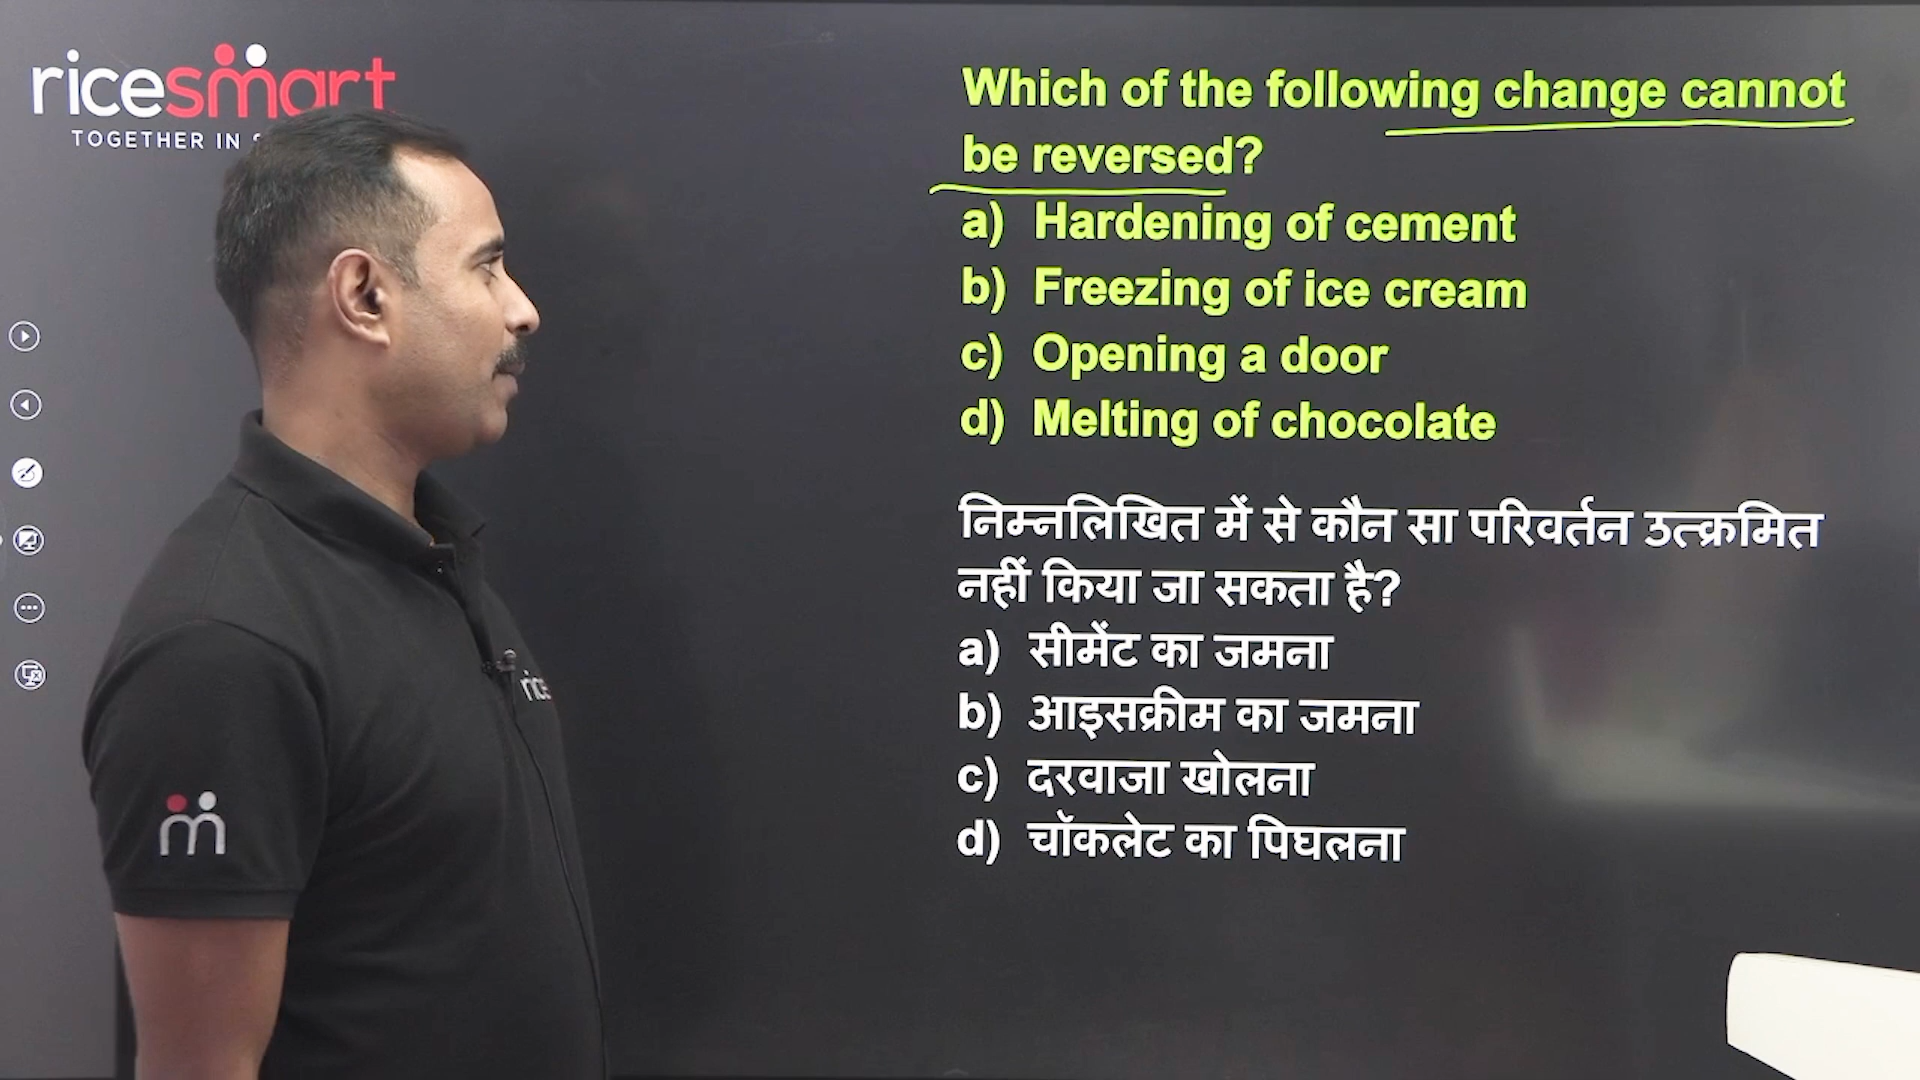 ricesmart
TOGETHER IN
Which of the following change cannot
be reversed?
a) Hardening of cement
b) Freezing of ice cream
c) Opening a door
d) Melting of chocolate
निम्नलिखित में से कौन सा परिवर्तन उत्क्रमित
नहीं किया जा सकता है?
a) सीमेंट का जमना
b) आइसक्रीम का जमना
c) दरवाजा खोलना
d) चॉकलेट का पिघलना
rice